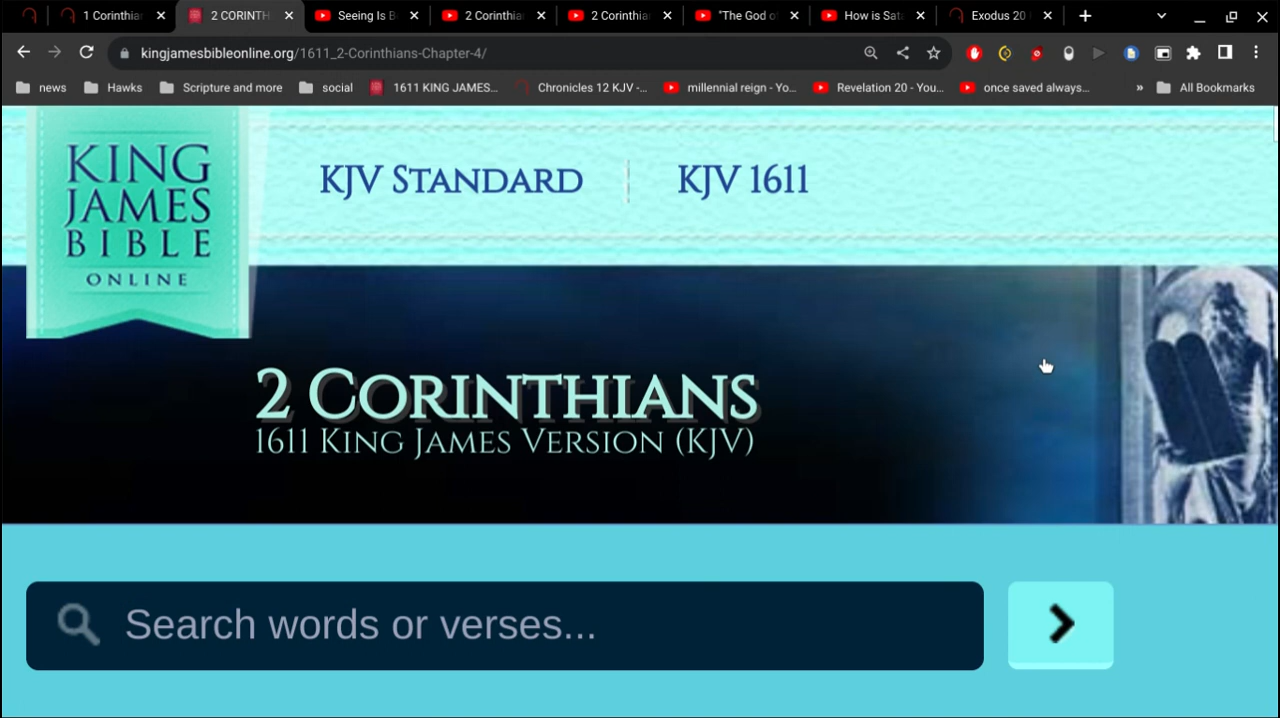 1 Corinthia
2 CORINTH
Seeing Is B
2 Corinthia
2 Corinthia
"The God o
How is Sat
Exodus 20
kingjamesbibleonline.org/1611_2-Corinthians-Chapter-4/
news
Hawks
Scripture and more
social
1611 KING JAMES...
Chronicles 12 KJV -...
millennial reign - Yo...
Revelation 20 - You...
once saved always...
»
All Bookmarks
KING
JAMES
BIBLE
ONLINE
KJV STANDARD
KJV 1611
2 CORINTHIANS
1611 KING JAMES VERSION (KJV)
Search words or verses...